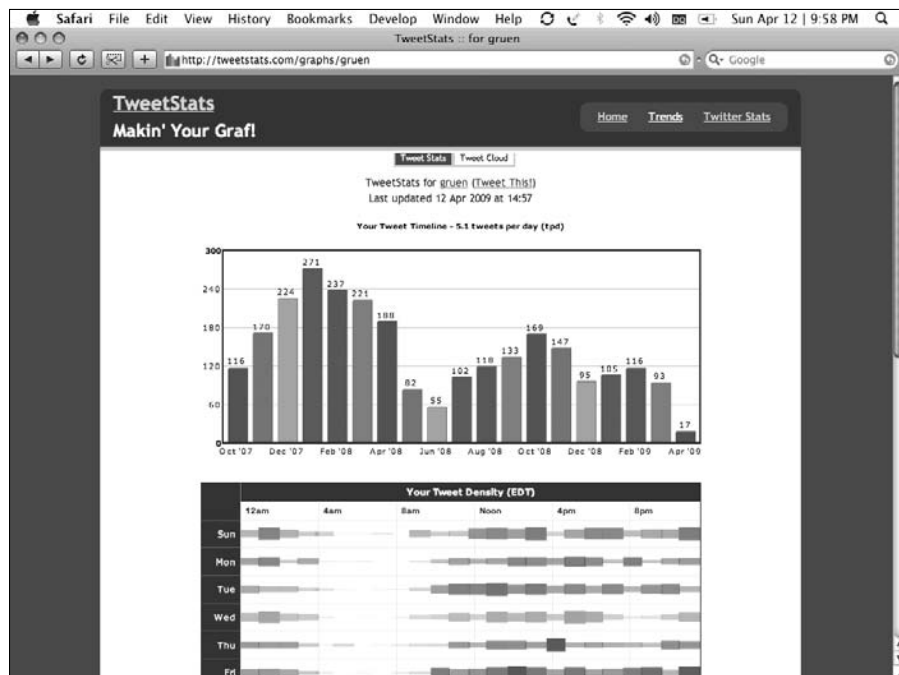 Safari File Edit View History Bookmarks Develop Window Help Sun Apr 12 | 9:58 PM
TweetStats :: for gruen
http://tweetstats.com/graphs/gruen Google
TweetStats
Makin' Your Graf!
Home Trends Twitter Stats
Tweet Stats Tweet Cloud
TweetStats for gruen (Tweet This!)
Last updated 12 Apr 2009 at 14:57
Your Tweet Timeline - 5.1 tweets per day (tpd)
300
240
180
120
60
0
116 170 224 271 237 221 188 82 55 102 118 133 169 147 95 105 116 93 17
Oct '07 Dec '07 Feb '08 Apr '08 Jun '08 Aug '08 Oct '08 Dec '08 Feb '09 Apr '09
Your Tweet Density (EDT)
12am 4am 8am Noon 4pm 8pm
Sun
Mon
Tue
Wed
Thu
Fri